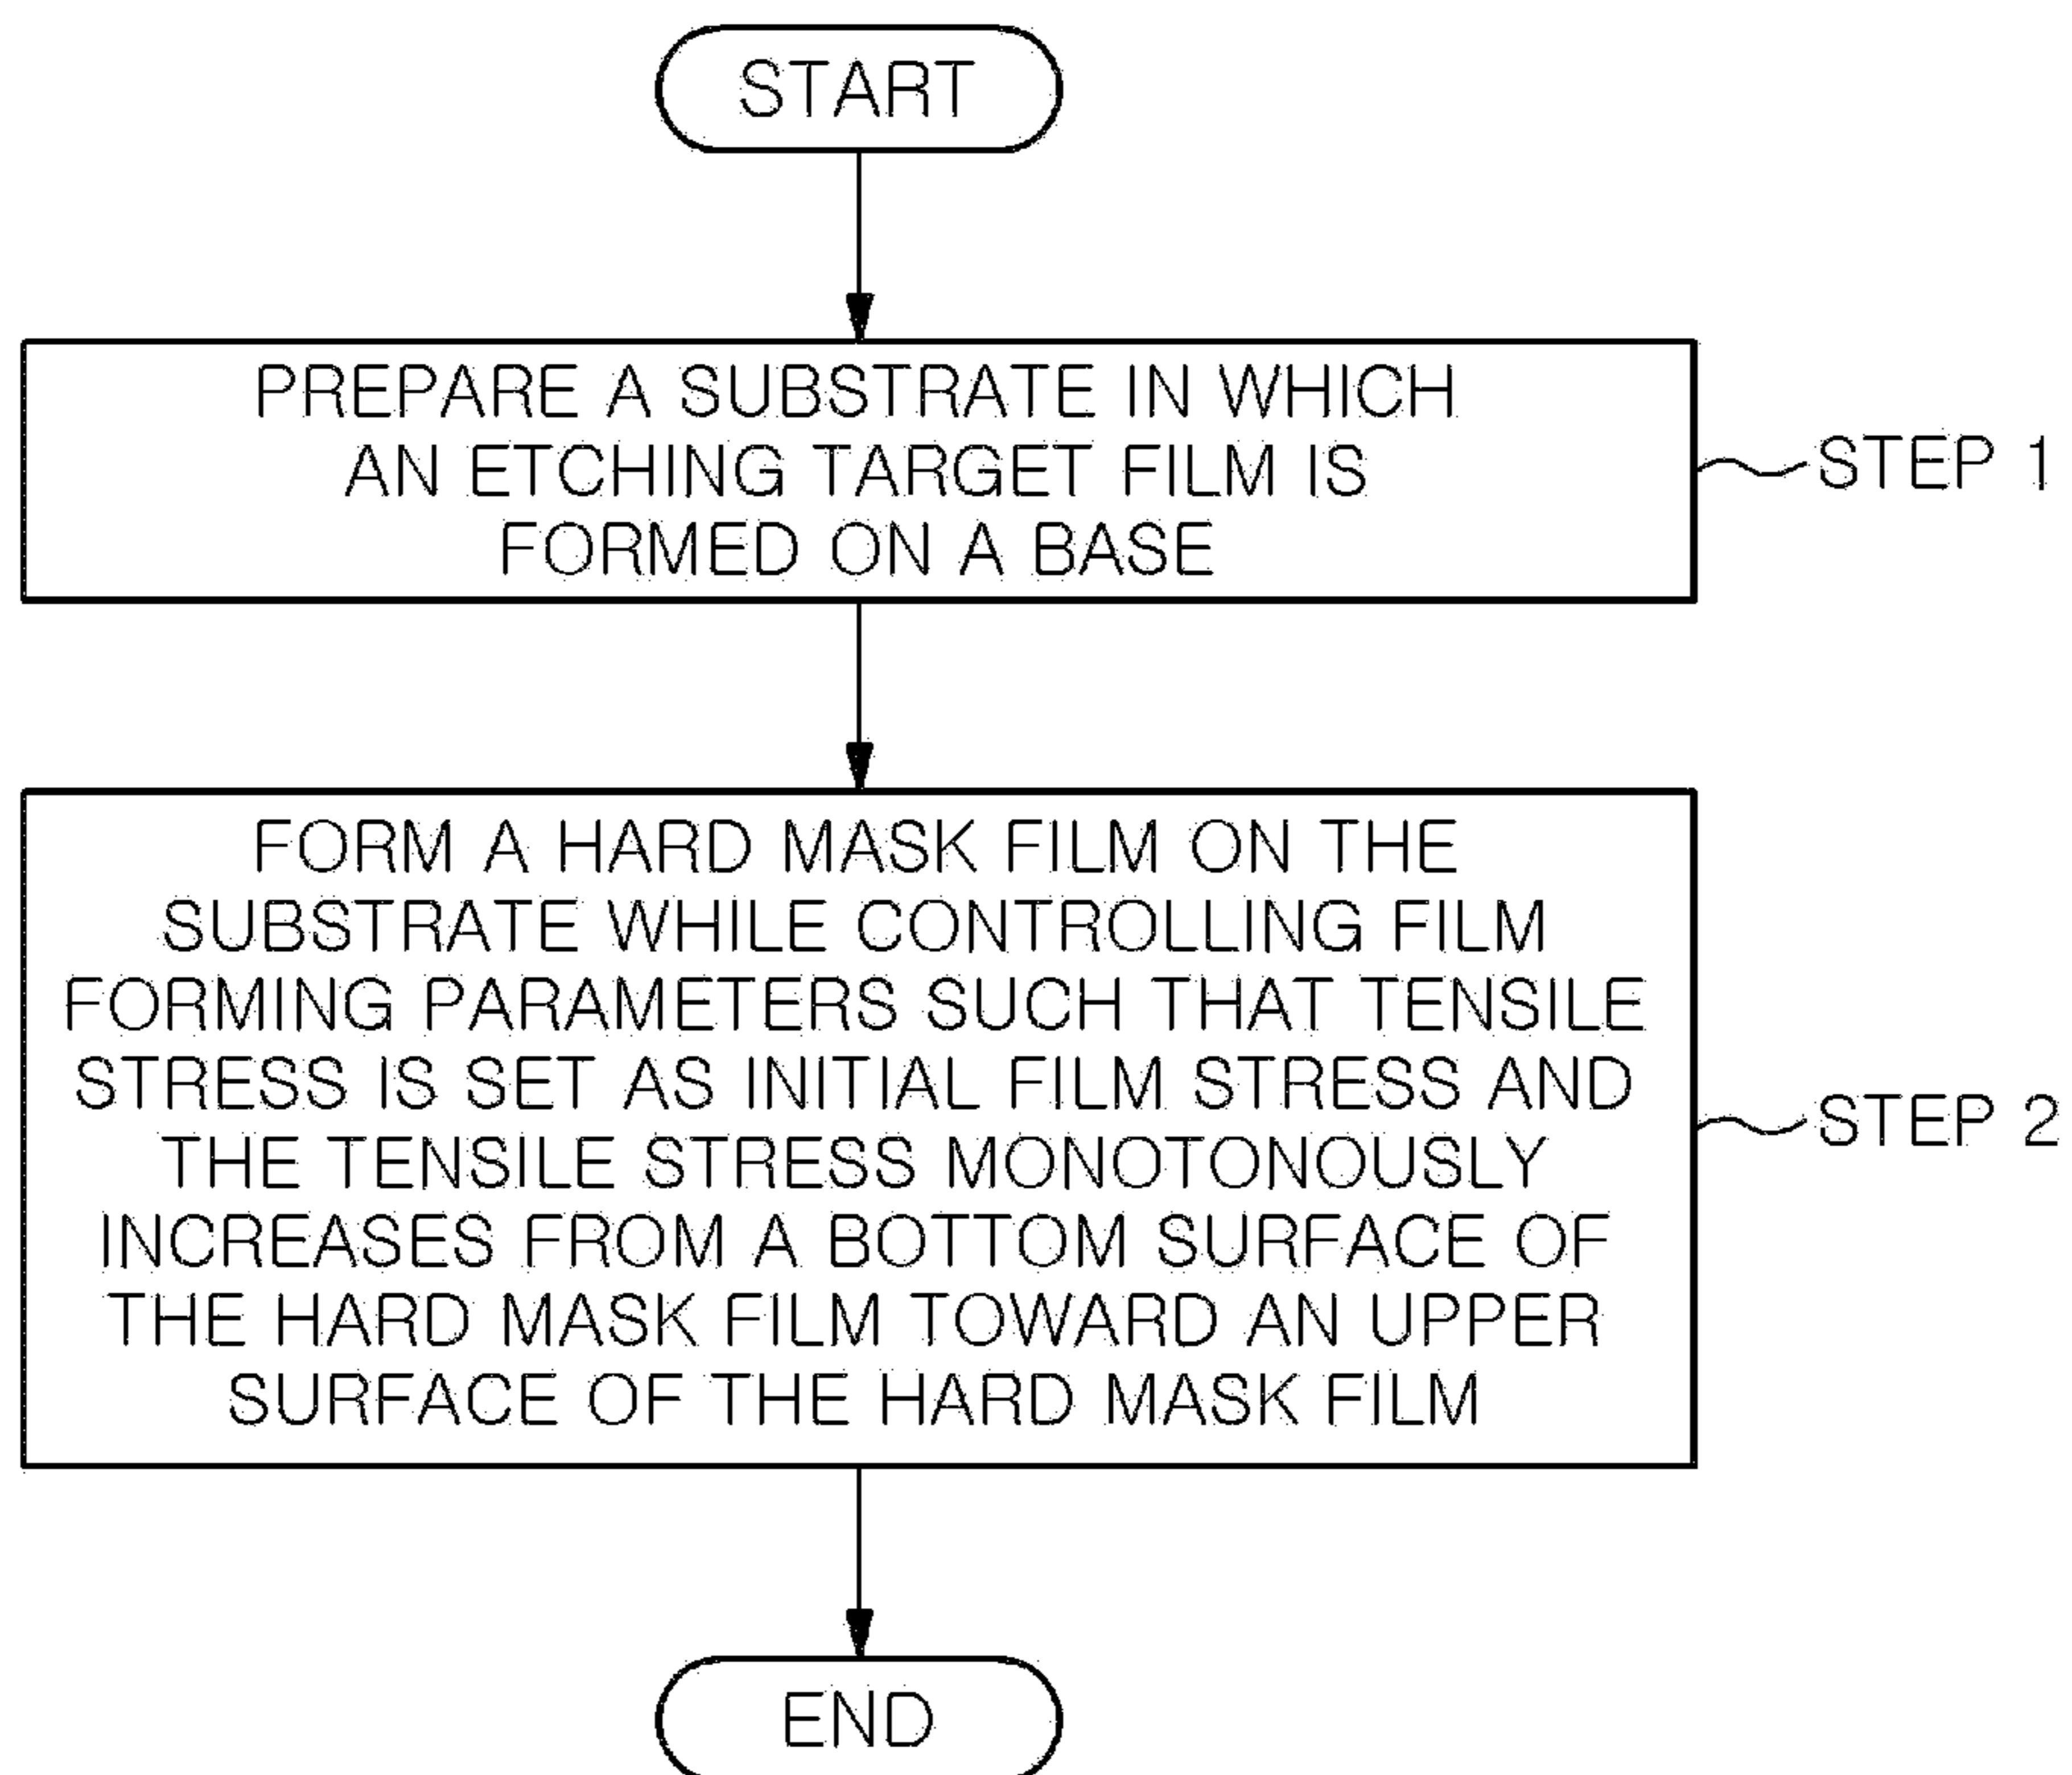 START
PREPARE A SUBSTRATE IN WHICH
AN ETCHING TARGET FILM IS
FORMED ON A BASE
STEP 1
FORM A HARD MASK FILM ON THE
SUBSTRATE WHILE CONTROLLING FILM
FORMING PARAMETERS SUCH THAT TENSILE
STRESS IS SET AS INITIAL FILM STRESS AND
THE TENSILE STRESS MONOTONOUSLY
INCREASES FROM A BOTTOM SURFACE OF
THE HARD MASK FILM TOWARD AN UPPER
SURFACE OF THE HARD MASK FILM
STEP 2
END